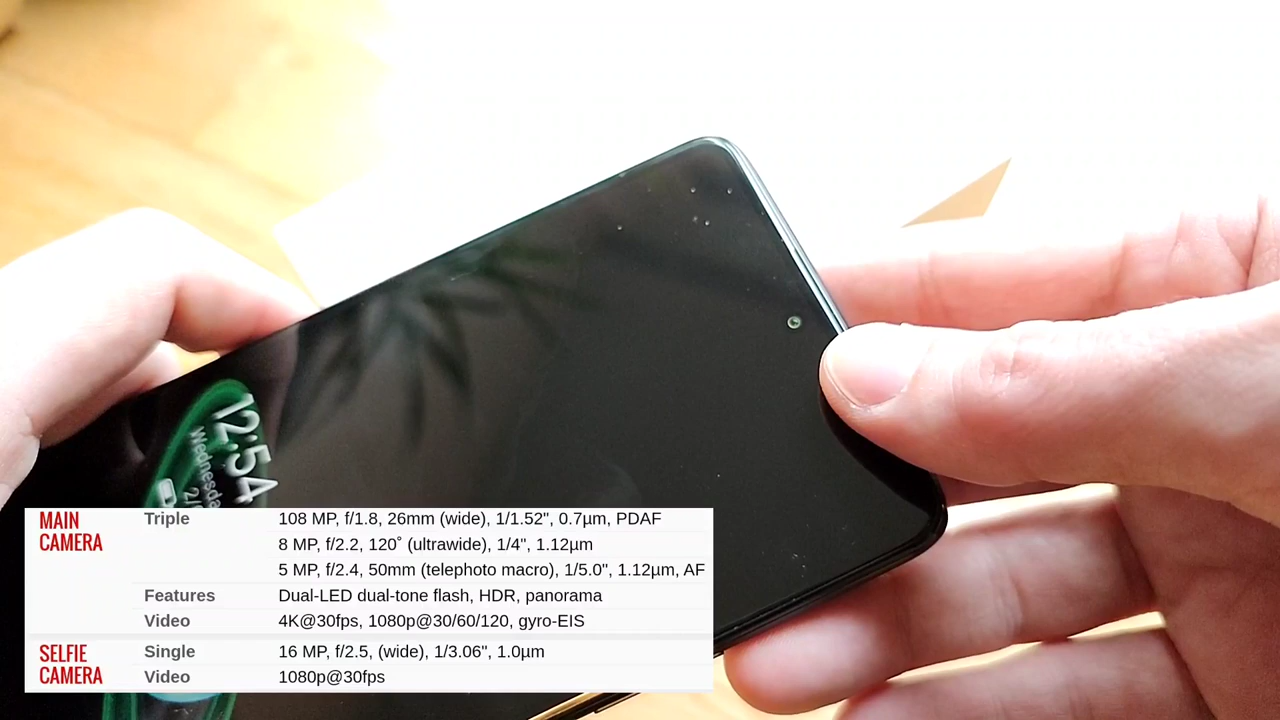 12:54
Wednesda
2/
MAIN CAMERA Triple 108 MP, f/1.8, 26mm (wide), 1/1.52", 0.7µm, PDAF
8 MP, f/2.2, 120˚ (ultrawide), 1/4", 1.12µm
5 MP, f/2.4, 50mm (telephoto macro), 1/5.0", 1.12µm, AF
Features Dual-LED dual-tone flash, HDR, panorama
Video 4K@30fps, 1080p@30/60/120, gyro-EIS
SELFIE CAMERA Single 16 MP, f/2.5, (wide), 1/3.06", 1.0µm
Video 1080p@30fps